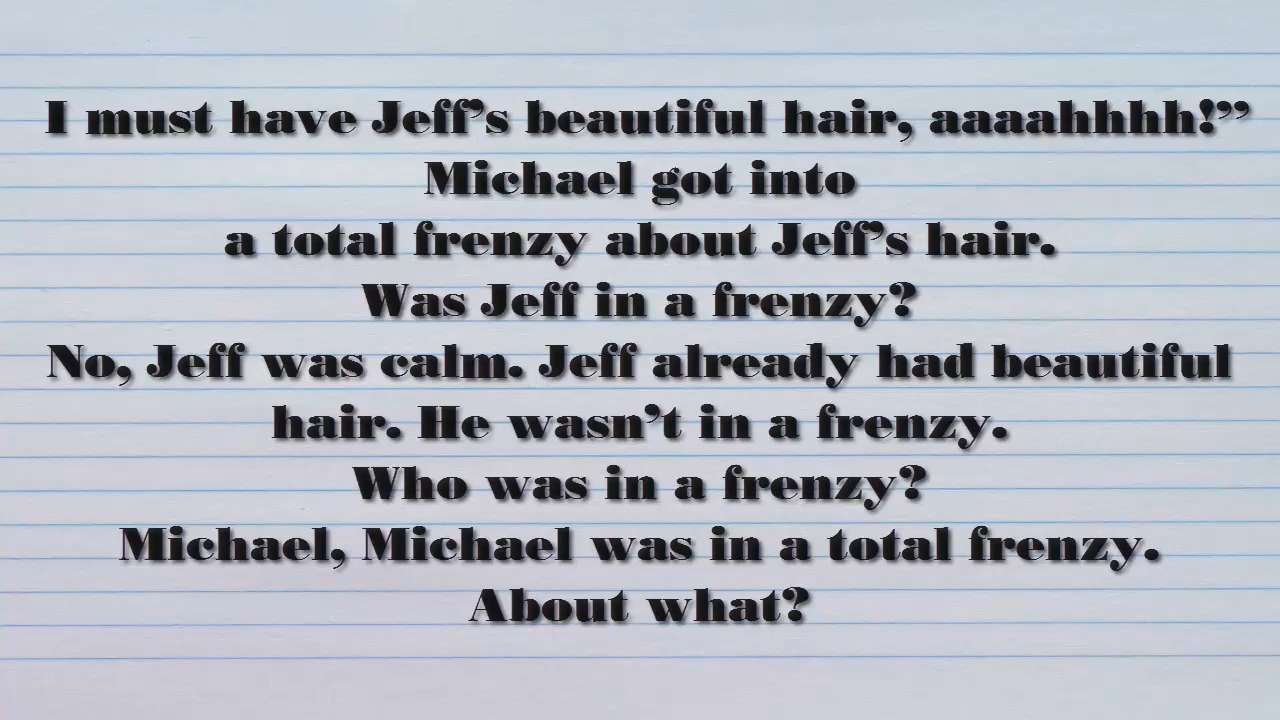 I must have Jeff’s beautiful hair, aaaahhhh!”
Michael got into
a total frenzy about Jeff’s hair.
Was Jeff in a frenzy?
No, Jeff was calm. Jeff already had beautiful
hair. He wasn’t in a frenzy.
Who was in a frenzy?
Michael, Michael was in a total frenzy.
About what?